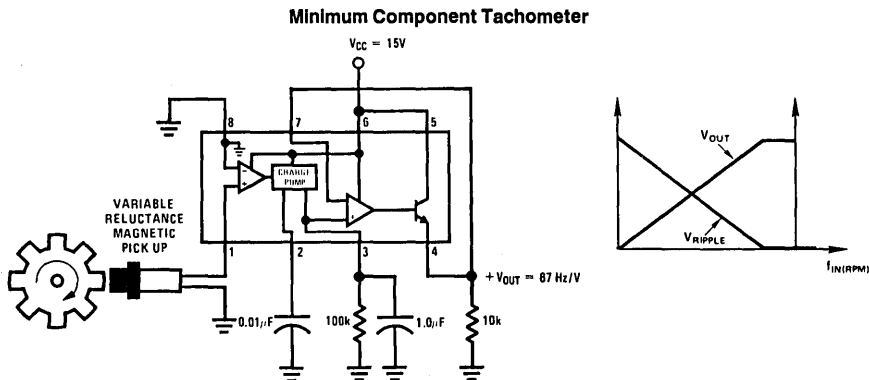 Minimum Component Tachometer
VCC = 15V
8
7
6
5
CHARGE
PUMP
VARIABLE
RELUCTANCE
MAGNETIC
PICK UP
1
2
3
4
+VOUT = 87 Hz/V
0.01µF
100k
1.0µF
10k
VOUT
VRIPPLE
fIN(RPM)